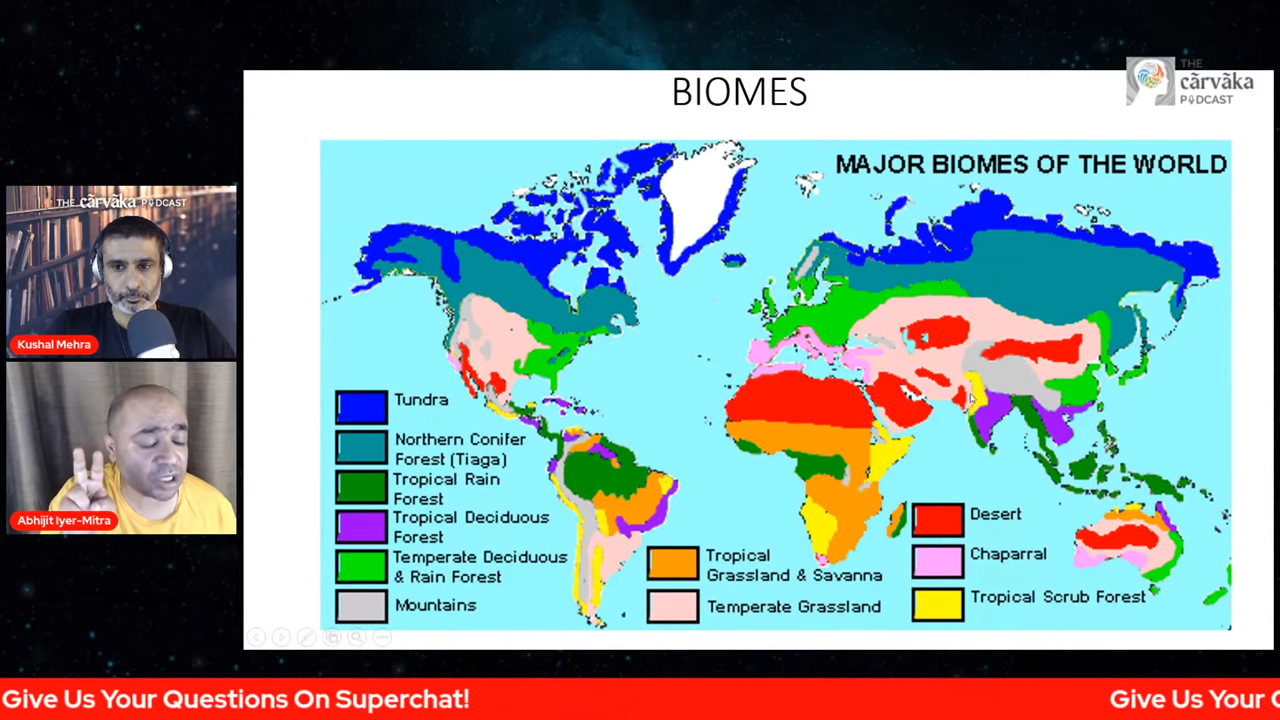 BIOMES
THE
cārvāka
PODCAST
MAJOR BIOMES OF THE WORLD
THE cārvāka PODCAST
Kushal Mehra
Abhijit Iyer-Mitra
Tundra
Northern Conifer
Forest (Tiaga)
Tropical Rain
Forest
Tropical Deciduous
Forest
Temperate Deciduous
& Rain Forest
Mountains
Tropical
Grassland & Savanna
Temperate Grassland
Desert
Chaparral
Tropical Scrub Forest
Give Us Your Questions On Superchat!
Give Us Your Q